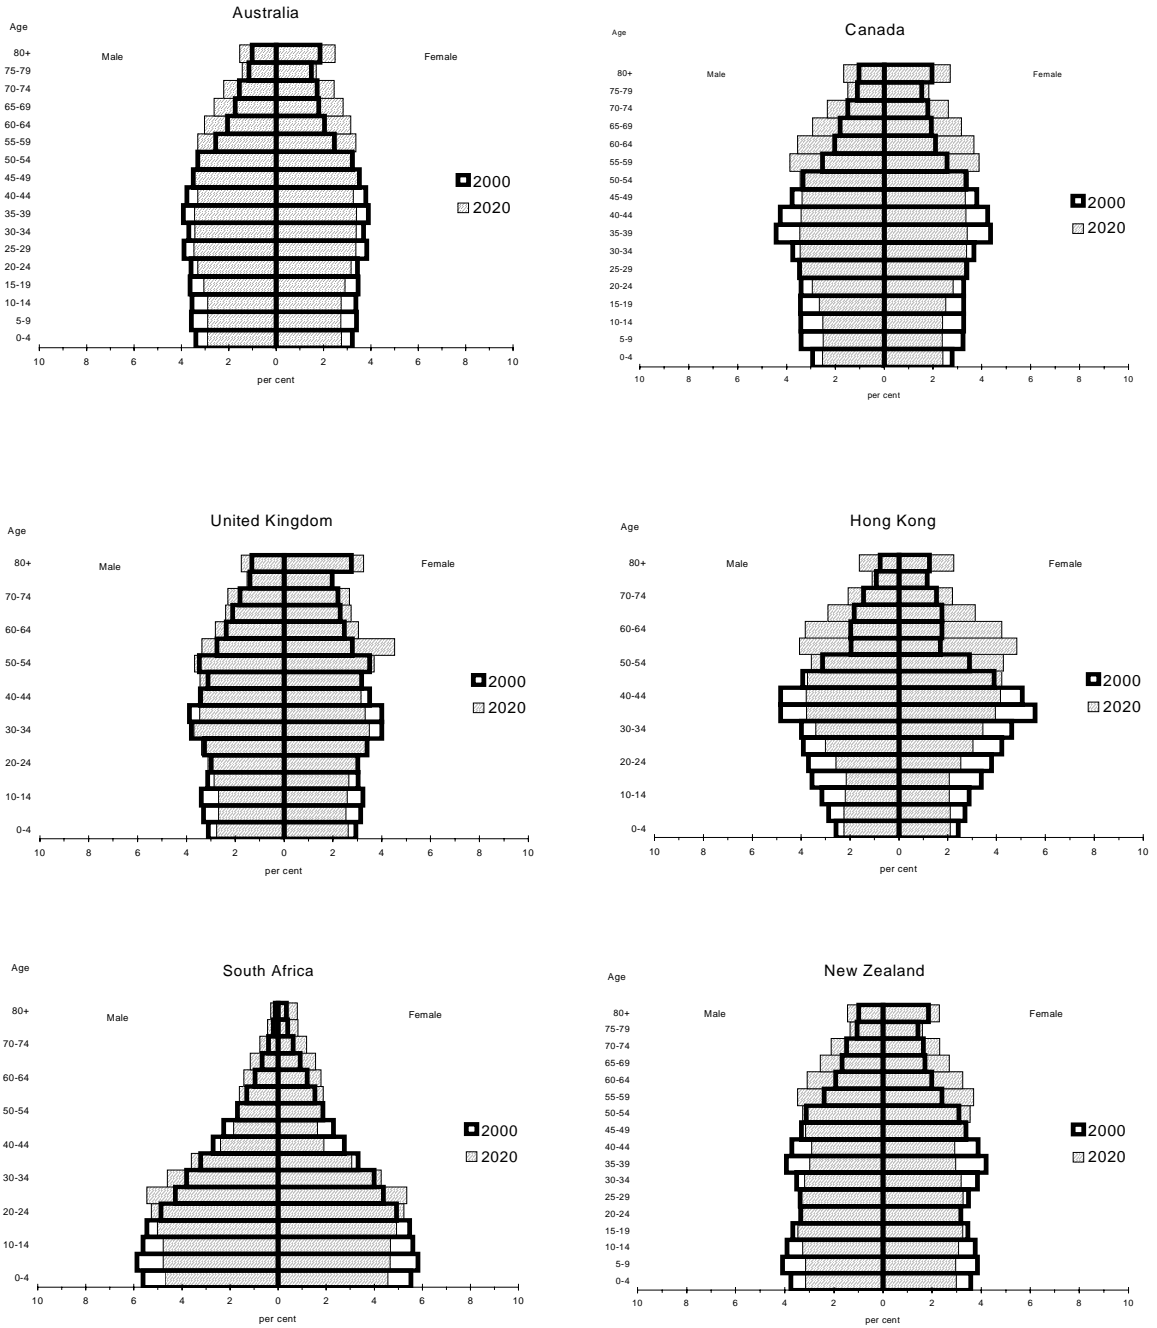 Australia
Age
Male
Female
80+
75-79
70-74
65-69
60-64
55-59
50-54
45-49
40-44
35-39
30-34
25-29
20-24
15-19
10-14
5-9
0-4
2000
2020
10 8 6 4 2 0 2 4 6 8 10
per cent
Canada
Age
Male
Female
80+
75-79
70-74
65-69
60-64
55-59
50-54
45-49
40-44
35-39
30-34
25-29
20-24
15-19
10-14
5-9
0-4
2000
2020
10 8 6 4 2 0 2 4 6 8 10
per cent
United Kingdom
Age
Male
Female
80+
70-74
60-64
50-54
40-44
30-34
20-24
10-14
0-4
2000
2020
10 8 6 4 2 0 2 4 6 8 10
per cent
Hong Kong
Age
Male
Female
80+
70-74
60-64
50-54
40-44
30-34
20-24
10-14
0-4
2000
2020
10 8 6 4 2 0 2 4 6 8 10
per cent
South Africa
Age
Male
Female
80+
70-74
60-64
50-54
40-44
30-34
20-24
10-14
0-4
2000
2020
10 8 6 4 2 0 2 4 6 8 10
per cent
New Zealand
Age
Male
Female
80+
75-79
70-74
65-69
60-64
55-59
50-54
45-49
40-44
35-39
30-34
25-29
20-24
15-19
10-14
5-9
0-4
2000
2020
10 8 6 4 2 0 2 4 6 8 10
per cent